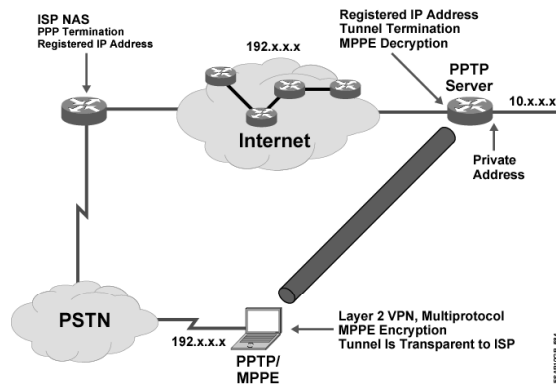 ISP NAS
PPP Termination
Registered IP Address
192.x.x.x
Registered IP Address
Tunnel Termination
MPPE Decryption
PPTP
Server
10.x.x.x
Internet
Private
Address
PSTN
192.x.x.x
PPTP/
MPPE
Layer 2 VPN, Multiprotocol
MPPE Encryption
Tunnel Is Transparent to ISP